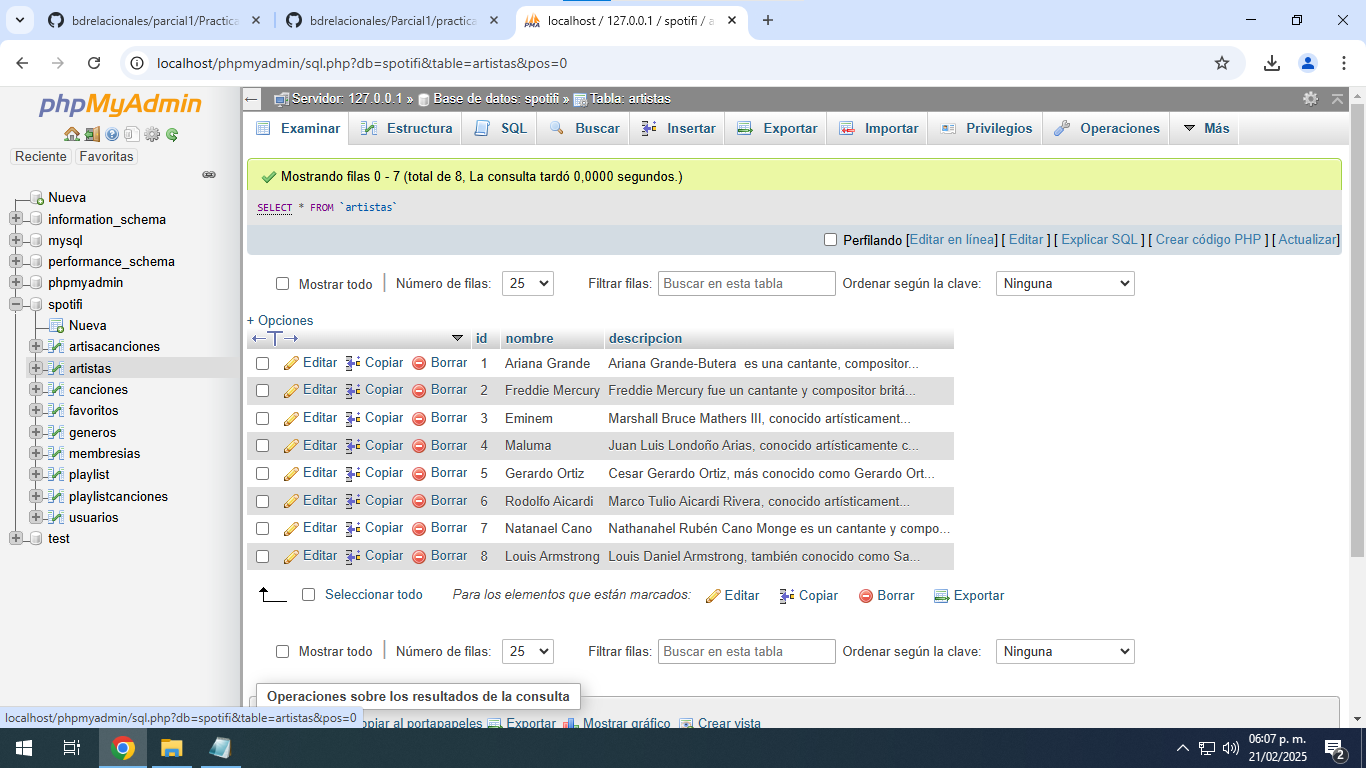 bdrelacionales/parcial1/Practica
bdrelacionales/Parcial1/practica
localhost / 127.0.0.1 / spotifi / a
localhost/phpmyadmin/sql.php?db=spotifi&table=artistas&pos=0
phpMyAdmin
Reciente Favoritas
Nueva
information_schema
mysql
performance_schema
phpmyadmin
spotifi
Nueva
artisacanciones
artistas
canciones
favoritos
generos
membresias
playlist
playlistcanciones
usuarios
test
Servidor: 127.0.0.1 » Base de datos: spotifi » Tabla: artistas
Examinar Estructura SQL Buscar Insertar Exportar Importar Privilegios Operaciones Más
Mostrando filas 0 - 7 (total de 8, La consulta tardó 0,0000 segundos.)
SELECT * FROM `artistas`
Perfilando [Editar en línea] [ Editar ] [ Explicar SQL ] [ Crear código PHP ] [ Actualizar]
Mostrar todo Número de filas: 25 Filtrar filas: Buscar en esta tabla Ordenar según la clave: Ninguna
+ Opciones
id nombre descripcion
Editar Copiar Borrar 1 Ariana Grande Ariana Grande-Butera es una cantante, compositor...
Editar Copiar Borrar 2 Freddie Mercury Freddie Mercury fue un cantante y compositor britá...
Editar Copiar Borrar 3 Eminem Marshall Bruce Mathers III, conocido artísticament...
Editar Copiar Borrar 4 Maluma Juan Luis Londoño Arias, conocido artísticamente c...
Editar Copiar Borrar 5 Gerardo Ortiz Cesar Gerardo Ortiz, más conocido como Gerardo Ort...
Editar Copiar Borrar 6 Rodolfo Aicardi Marco Tulio Aicardi Rivera, conocido artísticament...
Editar Copiar Borrar 7 Natanael Cano Nathanahel Rubén Cano Monge es un cantante y compo...
Editar Copiar Borrar 8 Louis Armstrong Louis Daniel Armstrong, también conocido como Sa...
Seleccionar todo Para los elementos que están marcados: Editar Copiar Borrar Exportar
Mostrar todo Número de filas: 25 Filtrar filas: Buscar en esta tabla Ordenar según la clave: Ninguna
Operaciones sobre los resultados de la consulta
localhost/phpmyadmin/sql.php?db=spotifi&table=artistas&pos=0
opiar al portapapeles Exportar Mostrar gráfico Crear vista
06:07 p. m.
21/02/2025
2